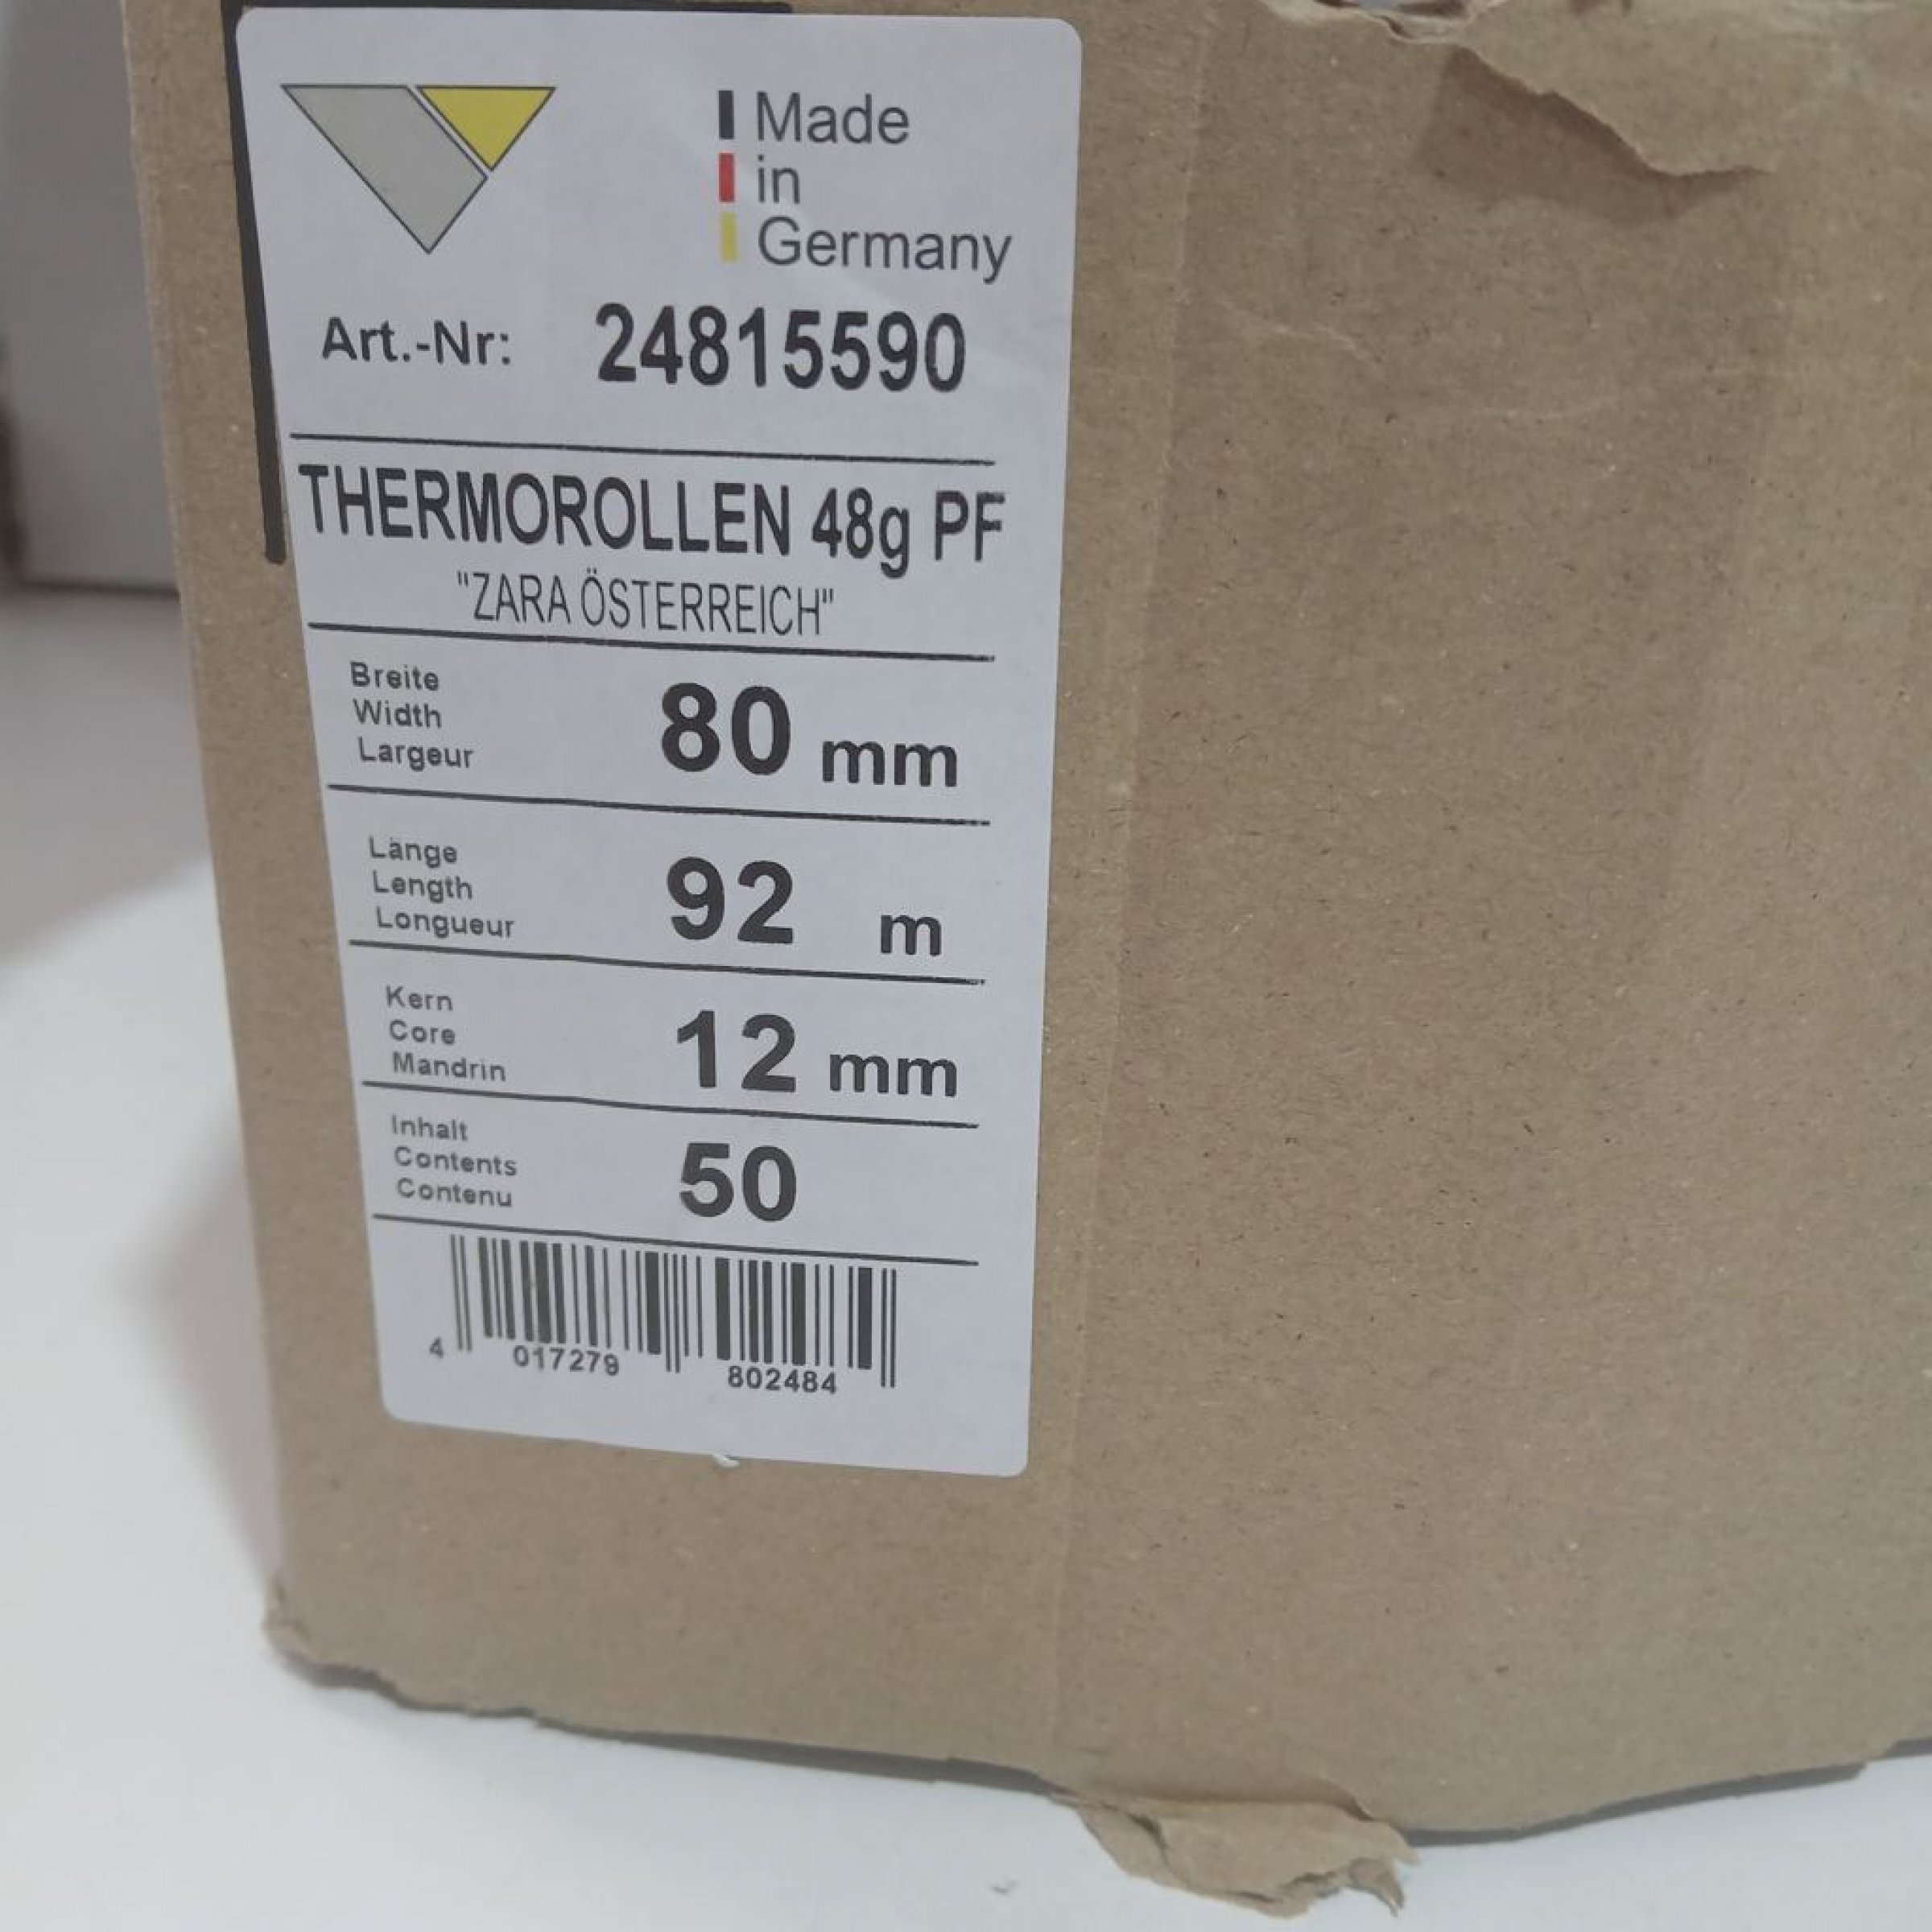 Made
in
Germany
Art.-Nr: 24815590
THERMOROLLEN 48g PF
"ZARA ÖSTERREICH"
Breite
Width
Largeur
80 mm
Länge
Length
Longueur
92 m
Kern
Core
Mandrin
12 mm
Inhalt
Contents
Contenu
50
4 017279 802484